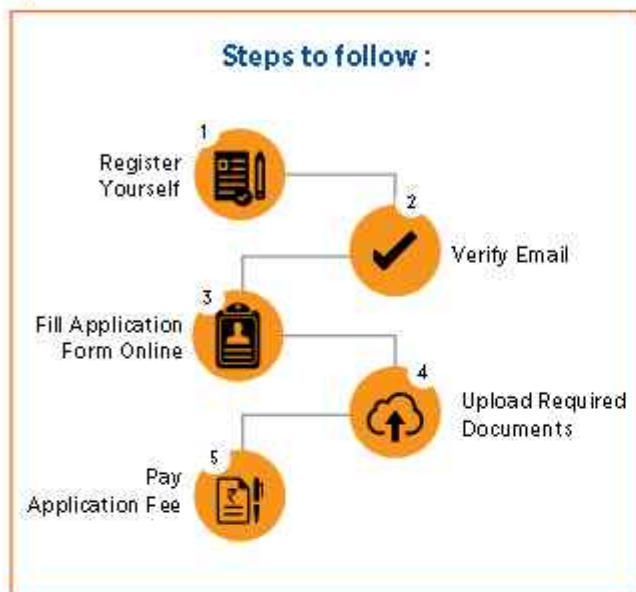 Steps to follow :
1
Register
Yourself
2
Verify Email
3
Fill Application
Form Online
4
Upload Required
Documents
5
Pay
Application Fee
₹